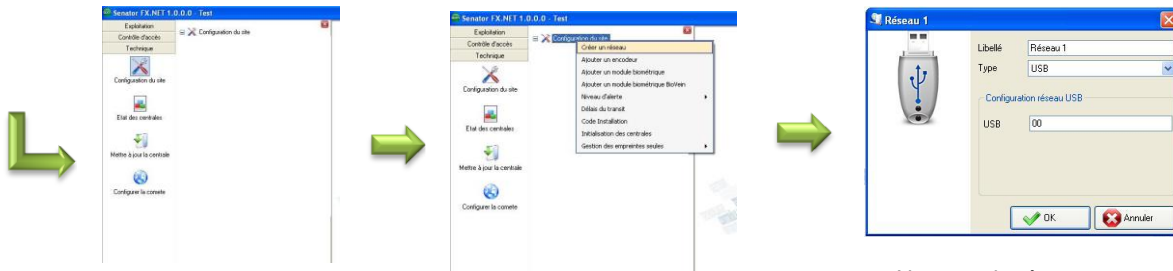 Senator FX.NET 1.0.0.0 - Test
Exploitation
Contrôle d'accès
Technique
Configuration du site
Configuration du site
Etat des centrales
Mettre à jour la centrale
Configurer la comete
Senator FX.NET 1.0.0.0 - Test
Exploitation
Contrôle d'accès
Technique
Configuration du site
Créer un réseau
Ajouter un encodeur
Ajouter un module biométrique
Ajouter un module biométrique BioVein
Niveau d'alerte
Délais du transit
Code Installation
Initialisation des centrales
Gestion des empreintes seules
Configuration du site
Etat des centrales
Mettre à jour la centrale
Configurer la comete
Réseau 1
Libellé
Réseau 1
Type
USB
Configuration réseau USB
USB
00
OK
Annuler